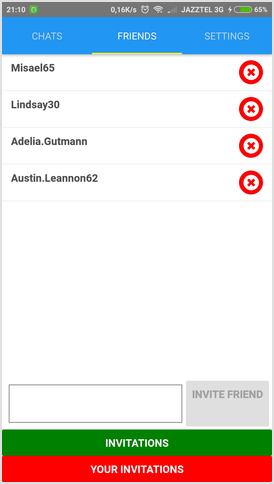 21:10 0,16K/s JAZZTEL 3G 65%
CHATS FRIENDS SETTINGS
Misael65
Lindsay30
Adelia.Gutmann
Austin.Leannon62
INVITE FRIEND
INVITATIONS
YOUR INVITATIONS